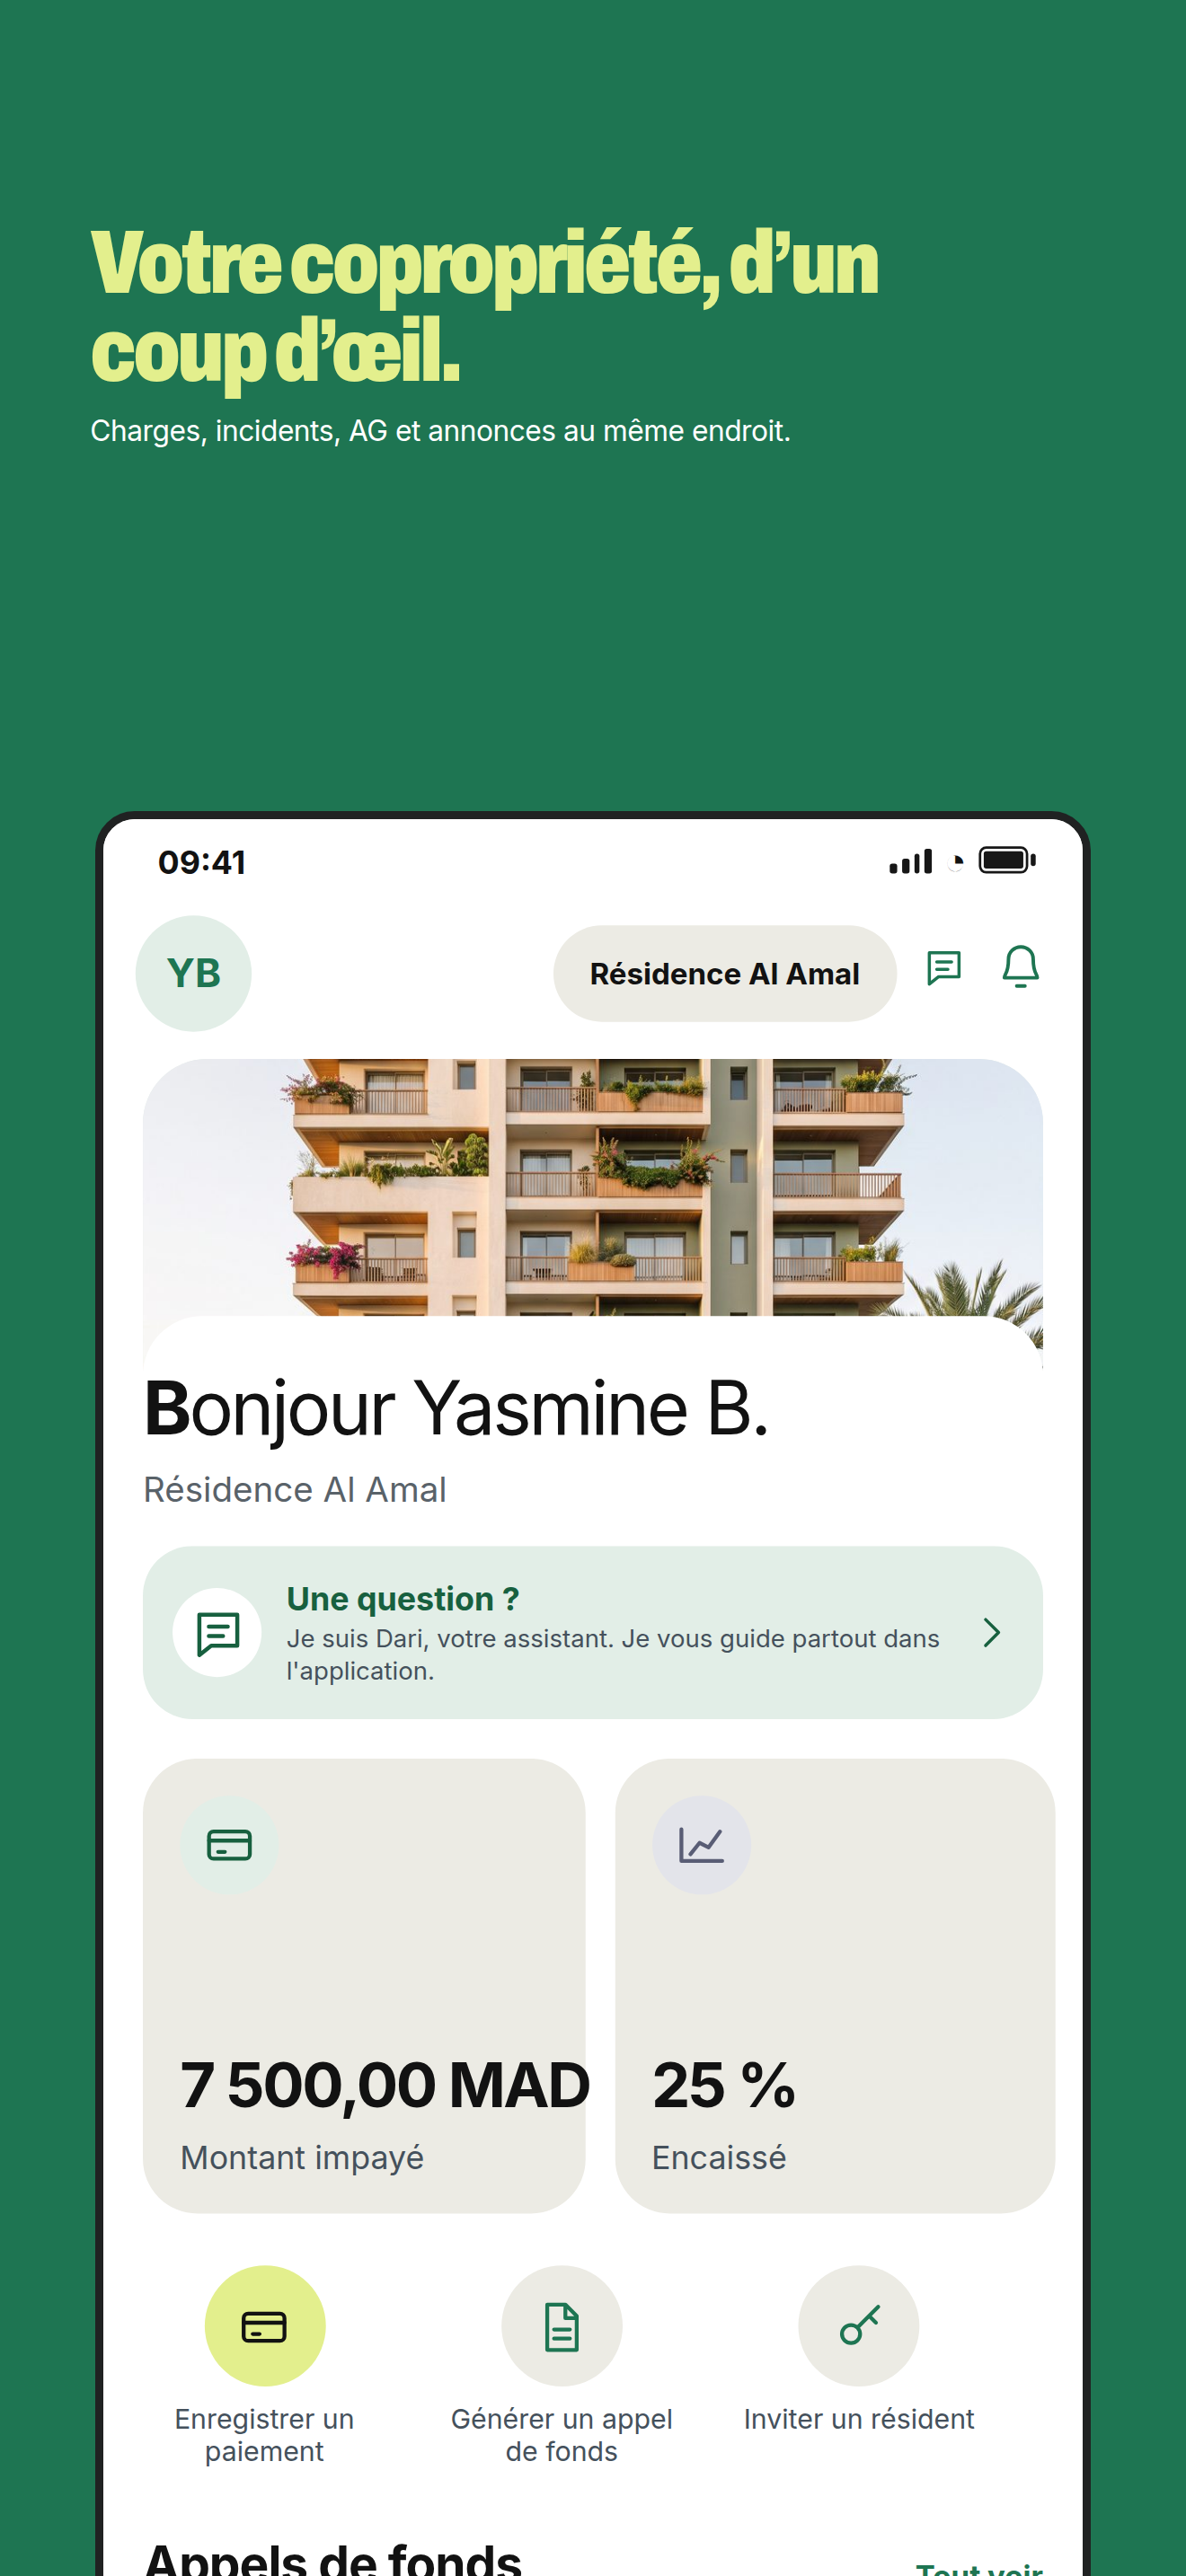 Votre copropriété, d’un
coup d’œil.
Charges, incidents, AG et annonces au même endroit.
09:41
YB
Résidence Al Amal
Bonjour Yasmine B.
Résidence Al Amal
Une question ?
Je suis Dari, votre assistant. Je vous guide partout dans
l'application.
7 500,00 MAD
25 %
Montant impayé
Encaissé
Enregistrer un
paiement
Générer un appel
de fonds
Inviter un résident
Appels de fonds
Tout voir